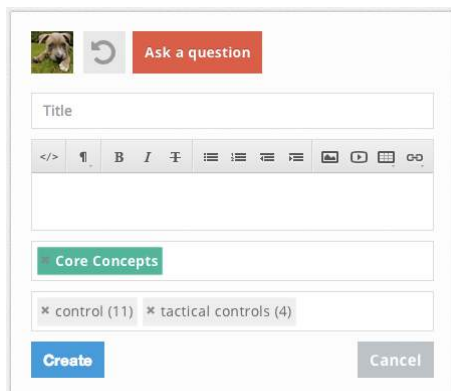 Ask a question
Title
</> ¶ B I T
× Core Concepts
× control (11) × tactical controls (4)
Create Cancel